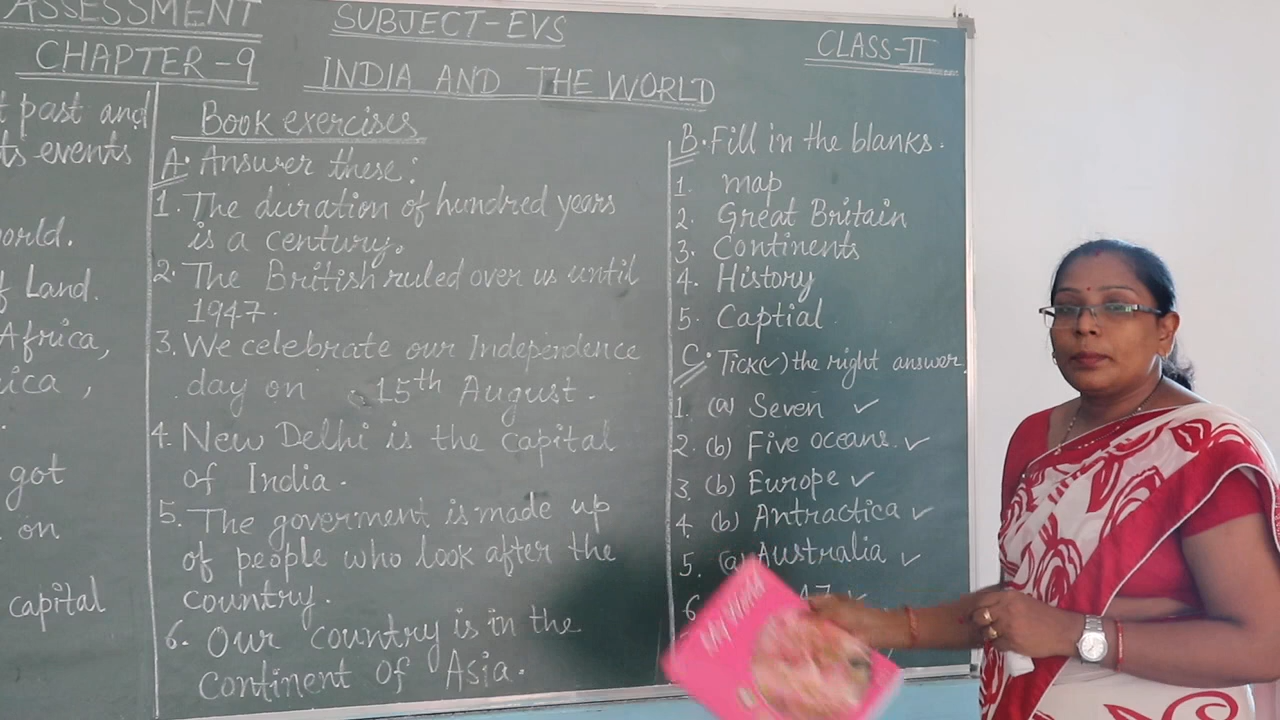 ASSESSMENT SUBJECT-EVS CLASS-II
CHAPTER-9 INDIA AND THE WORLD
past and
events
of Land.
Africa,
got
on
capital
Book exercises
A. Answer these:
1. The duration of hundred years
is a century.
2. The British ruled over us until
1947.
3. We celebrate our Independence
day on 15th August.
4. New Delhi is the capital
of India.
5. The goverment is made up
of people who look after the
country.
6. Our country is in the
continent of Asia.
B. Fill in the blanks.
1. map
2. Great Britain
3. Continents
4. History
5. Captial
C. Tick(✓) the right answer.
1. (a) Seven ✓
2. (b) Five oceans. ✓
3. (b) Europe ✓
4. (b) Antractica ✓
5. (a) Australia ✓
6. 47 ✓